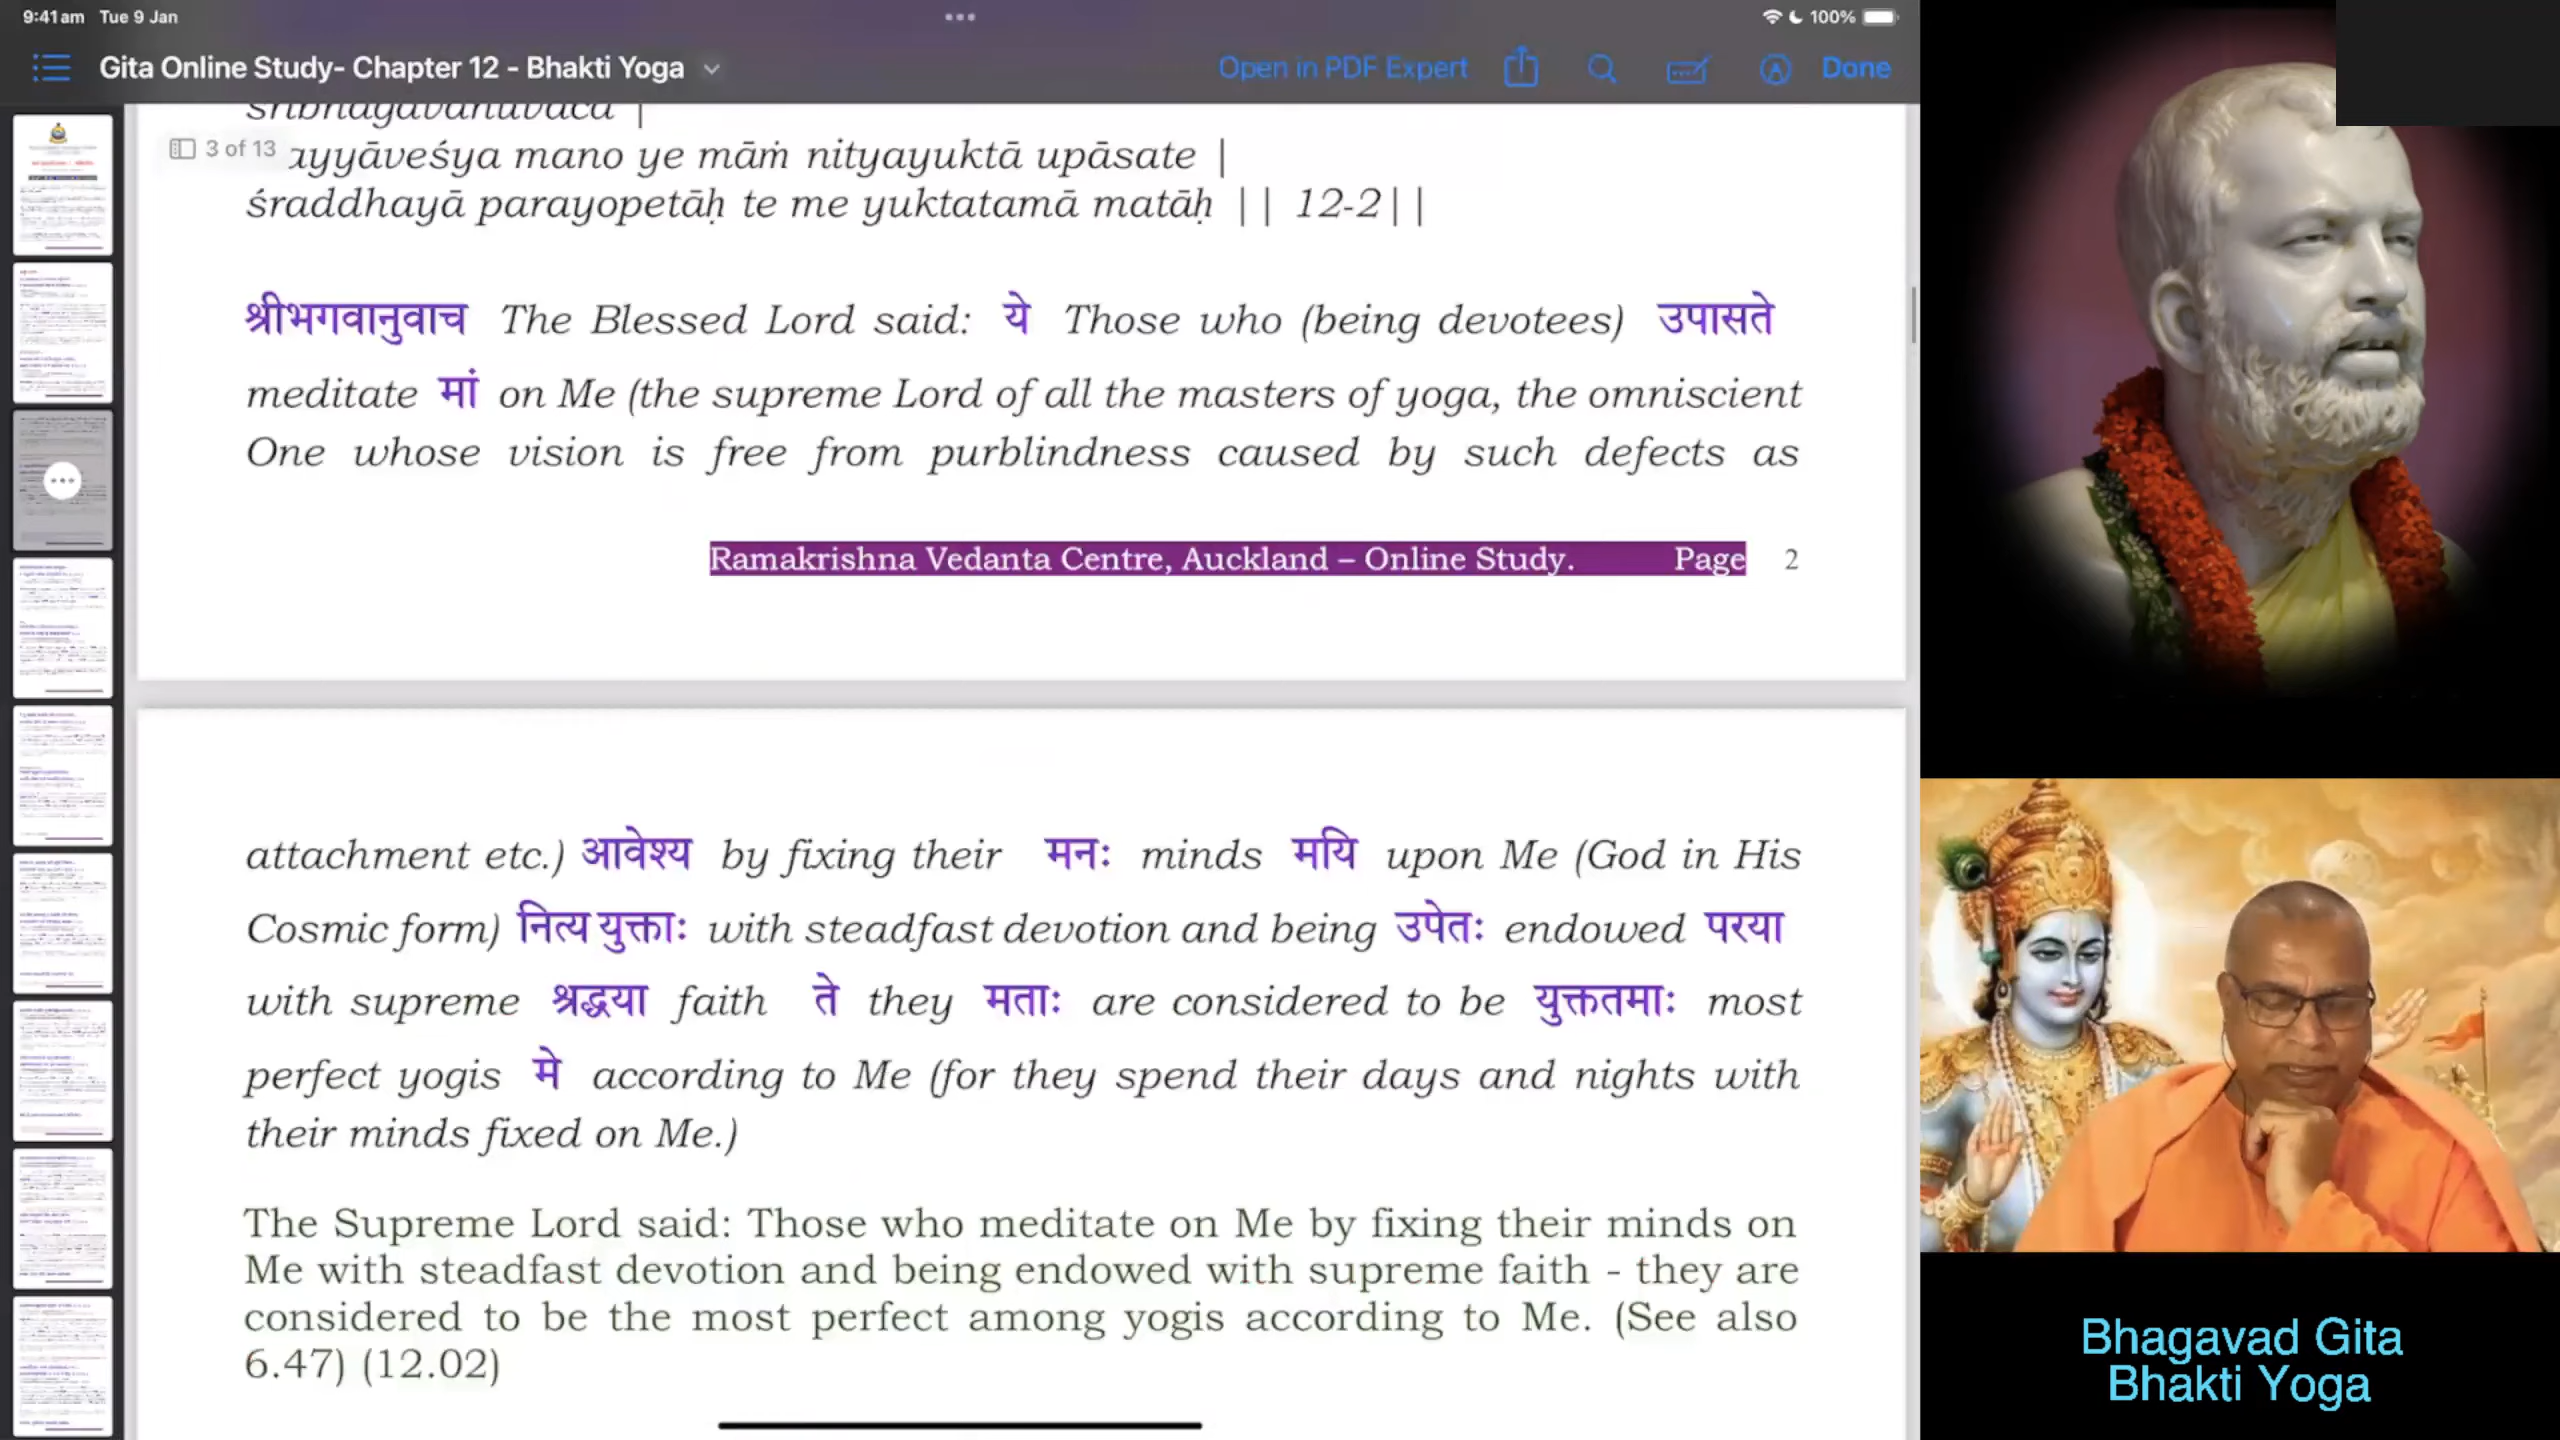 9:41am Tue 9 Jan
100%
Gita Online Study- Chapter 12 - Bhakti Yoga
Open in PDF Expert
Done
śrībhagavānuvāca |
3 of 13
ayyāveśya mano ye māṁ nityayuktā upāsate |
śraddhayā parayopetāḥ te me yuktatamā matāḥ || 12-2||
श्रीभगवानुवाच The Blessed Lord said: ये Those who (being devotees) उपासते
meditate मां on Me (the supreme Lord of all the masters of yoga, the omniscient
One whose vision is free from purblindness caused by such defects as
Ramakrishna Vedanta Centre, Auckland – Online Study. Page 2
attachment etc.) आवेश्य by fixing their मनः minds मयि upon Me (God in His
Cosmic form) नित्य युक्ताः with steadfast devotion and being उपेतः endowed परया
with supreme श्रद्धया faith ते they मताः are considered to be युक्ततमाः most
perfect yogis मे according to Me (for they spend their days and nights with
their minds fixed on Me.)
The Supreme Lord said: Those who meditate on Me by fixing their minds on
Me with steadfast devotion and being endowed with supreme faith - they are
considered to be the most perfect among yogis according to Me. (See also
6.47) (12.02)
Bhagavad Gita
Bhakti Yoga